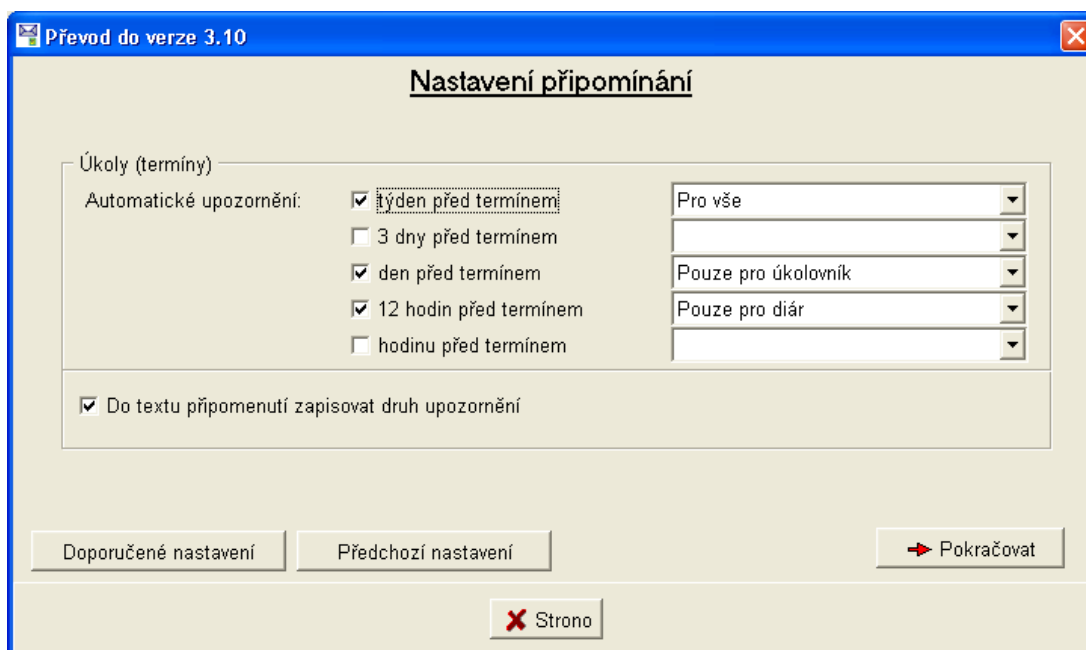 Převod do verze 3.10
Nastavení připomínání
Úkoly (termíny)
Automatické upozornění: týden před termínem Pro vše
3 dny před termínem
den před termínem Pouze pro úkolovník
12 hodin před termínem Pouze pro diár
hodinu před termínem
Do textu připomenutí zapisovat druh upozornění
Doporučené nastavení Předchozí nastavení Pokračovat
Strono